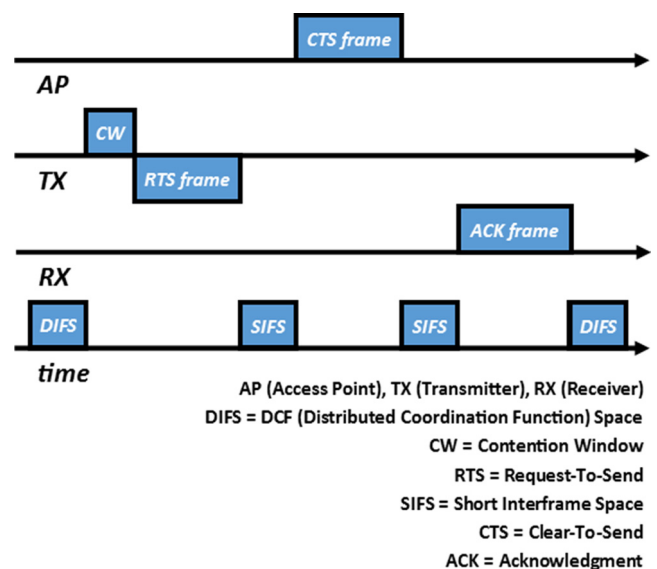 CTS frame
AP
CW
TX
RTS frame
ACK frame
RX
DIFS
SIFS
SIFS
DIFS
time
AP (Access Point), TX (Transmitter), RX (Receiver)
DIFS = DCF (Distributed Coordination Function) Space
CW = Contention Window
RTS = Request-To-Send
SIFS = Short Interframe Space
CTS = Clear-To-Send
ACK = Acknowledgment